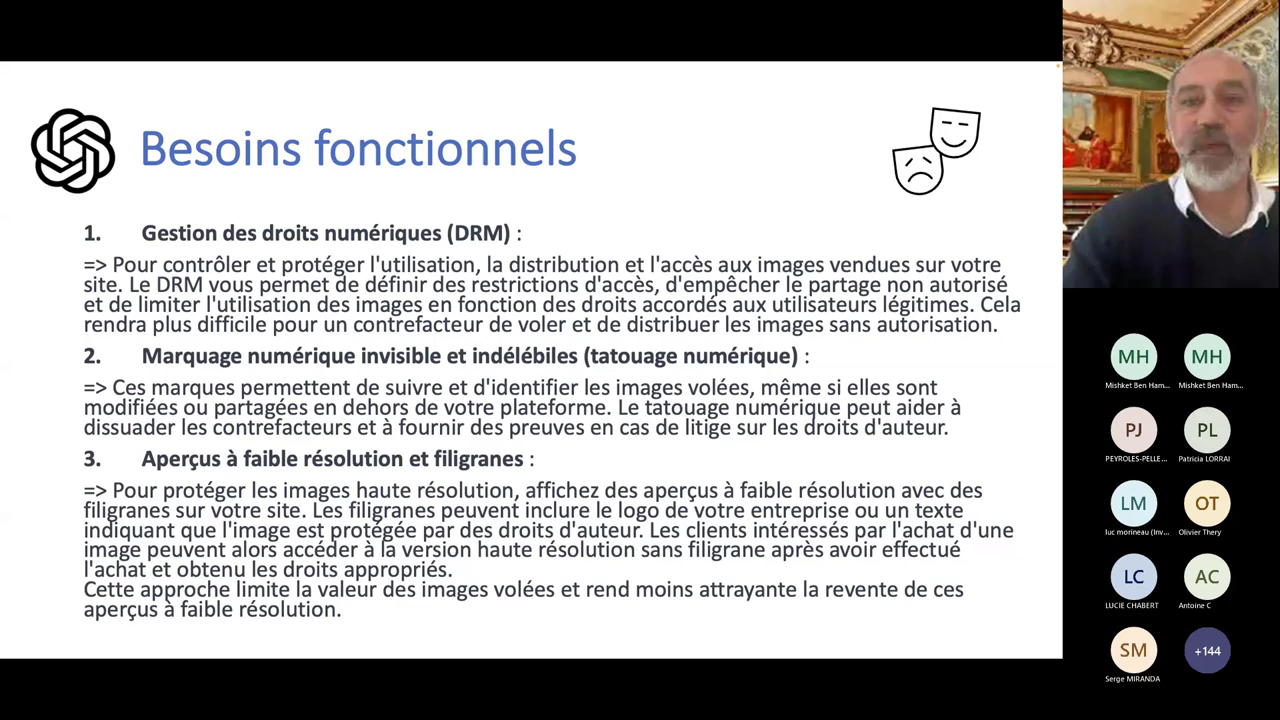 Besoins fonctionnels
1. Gestion des droits numériques (DRM) :
=> Pour contrôler et protéger l'utilisation, la distribution et l'accès aux images vendues sur votre
site. Le DRM vous permet de définir des restrictions d'accès, d'empêcher le partage non autorisé
et de limiter l'utilisation des images en fonction des droits accordés aux utilisateurs légitimes. Cela
rendra plus difficile pour un contrefacteur de voler et de distribuer les images sans autorisation.
2. Marquage numérique invisible et indélébiles (tatouage numérique) :
=> Ces marques permettent de suivre et d'identifier les images volées, même si elles sont
modifiées ou partagées en dehors de votre plateforme. Le tatouage numérique peut aider à
dissuader les contrefacteurs et à fournir des preuves en cas de litige sur les droits d'auteur.
3. Aperçus à faible résolution et filigranes :
=> Pour protéger les images haute résolution, affichez des aperçus à faible résolution avec des
filigranes sur votre site. Les filigranes peuvent inclure le logo de votre entreprise ou un texte
indiquant que l'image est protégée par des droits d'auteur. Les clients intéressés par l'achat d'une
image peuvent alors accéder à la version haute résolution sans filigrane après avoir effectué
l'achat et obtenu les droits appropriés.
Cette approche limite la valeur des images volées et rend moins attrayante la revente de ces
aperçus à faible résolution.
MH MH
Mishket Ben Ham... Mishket Ben Ham...
PJ PL
PEYROLES-PELLE... Patricia LORRAI
LM OT
luc morineau (Inv... Olivier Thery
LC AC
LUCIE CHABERT Antoine C
SM +144
Serge MIRANDA